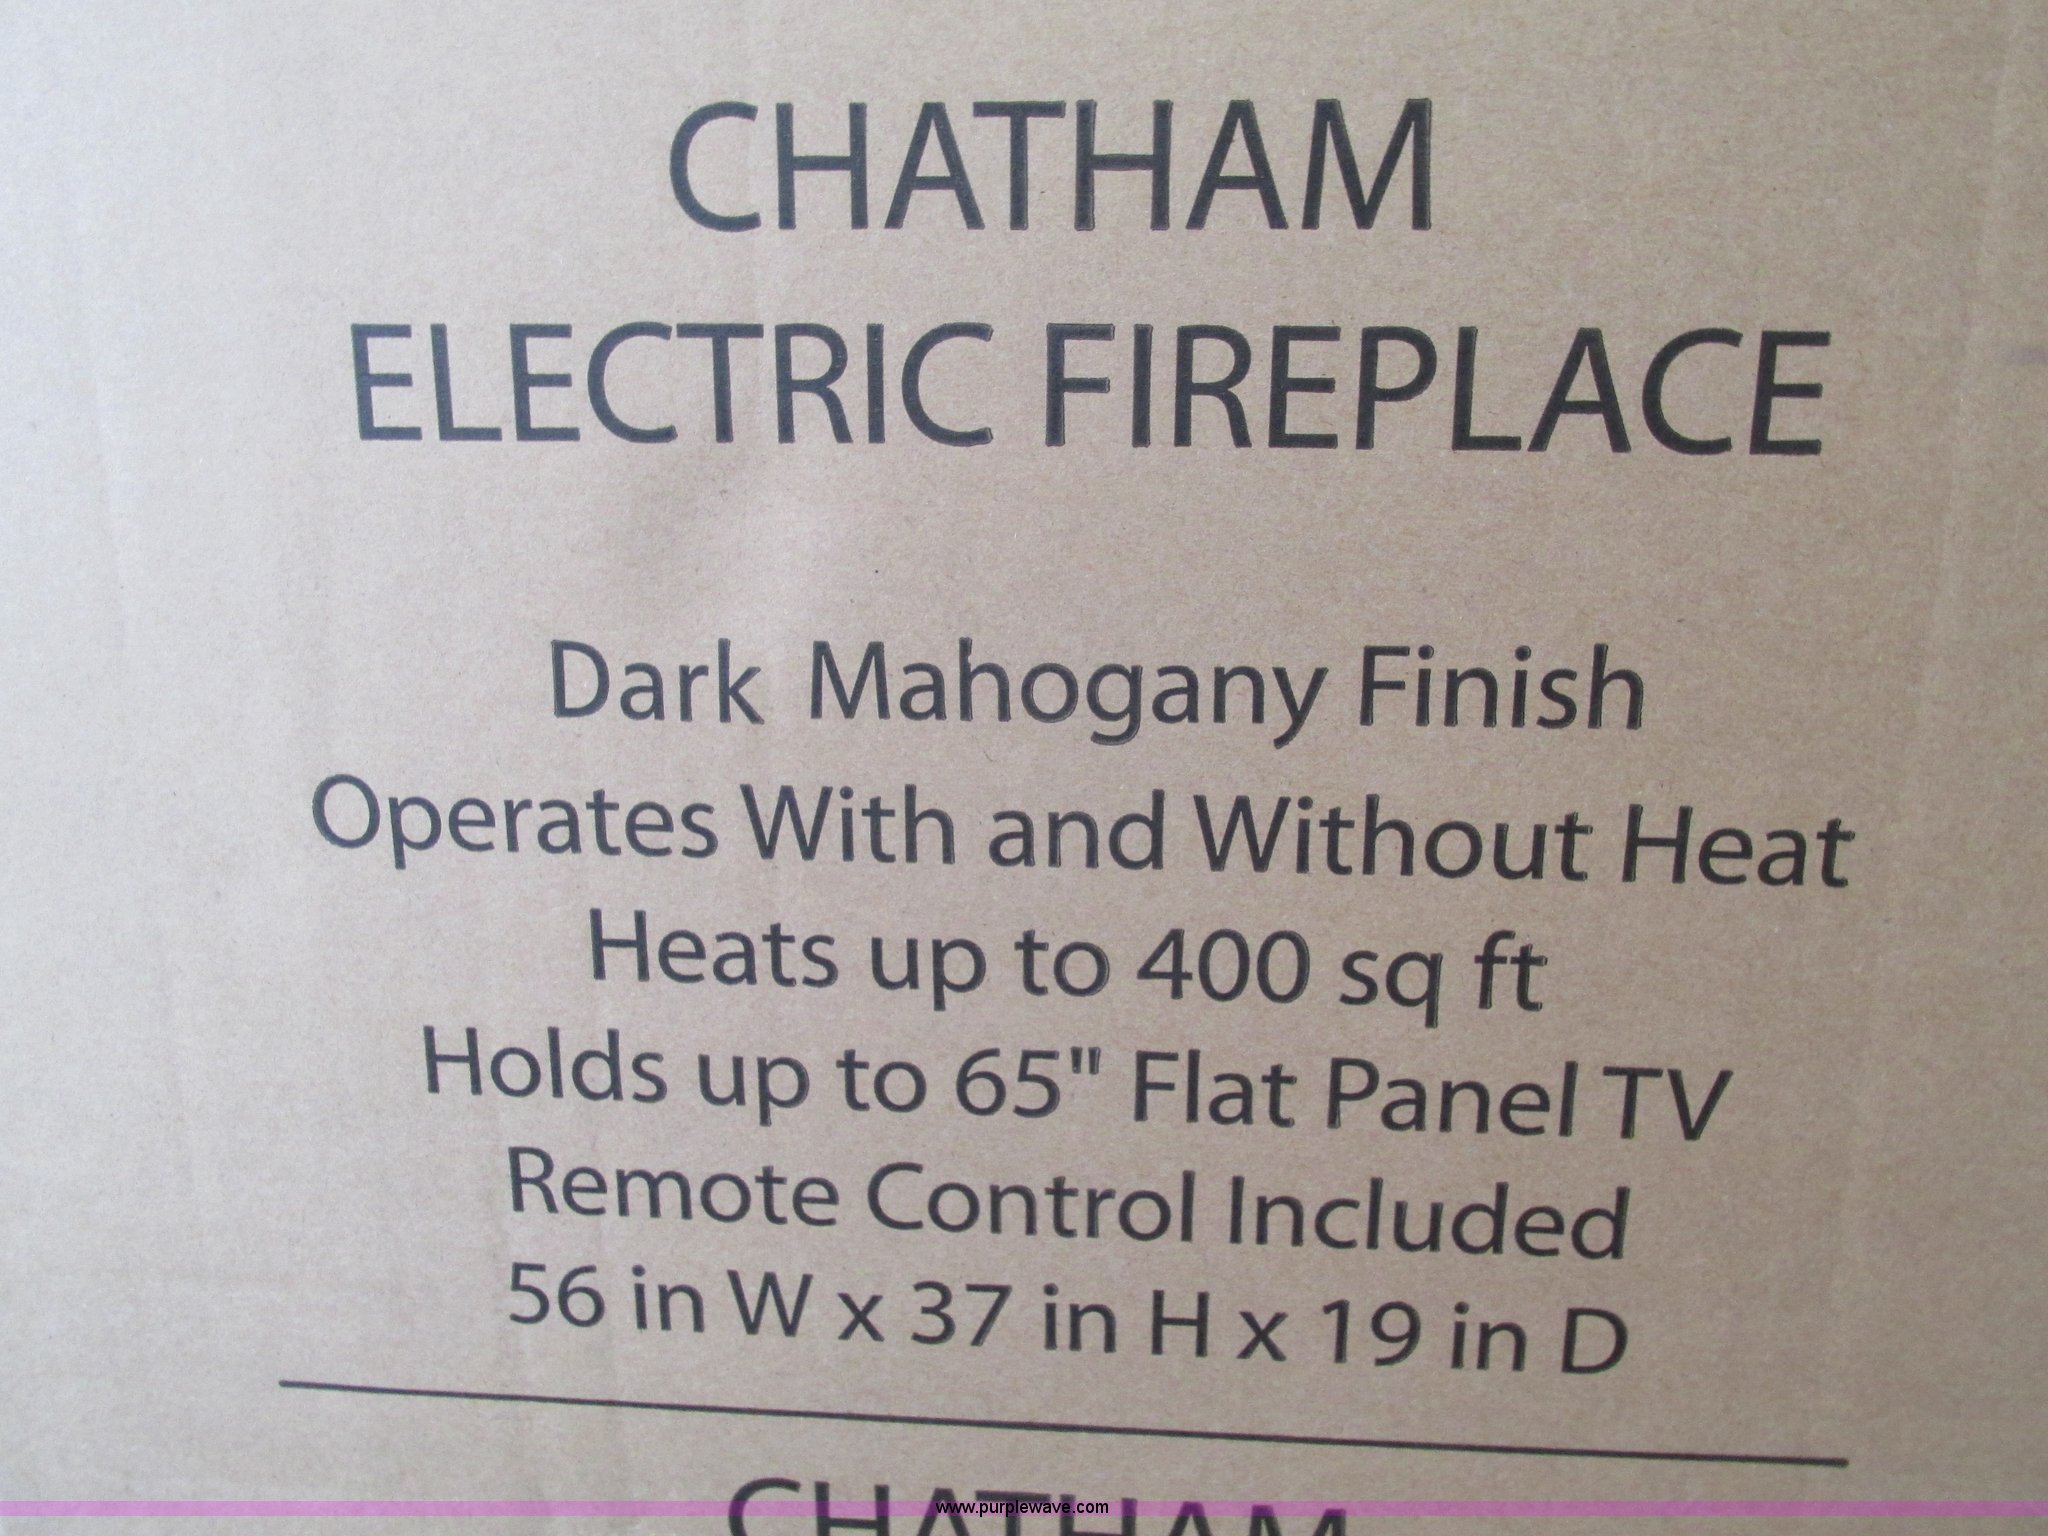 CHATHAM
ELECTRIC FIREPLACE
Dark Mahogany Finish
Operates With and Without Heat
Heats up to 400 sq ft
Holds up to 65" Flat Panel TV
Remote Control Included
56 in W x 37 in H x 19 in D
CHATHAM
www.purplewave.com